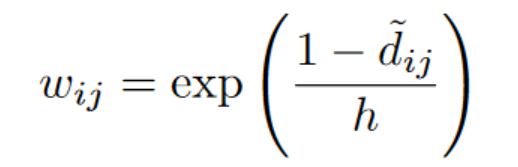 w_{ij} = \exp\left(\frac{1 - \tilde{d}_{ij}}{h}\right)